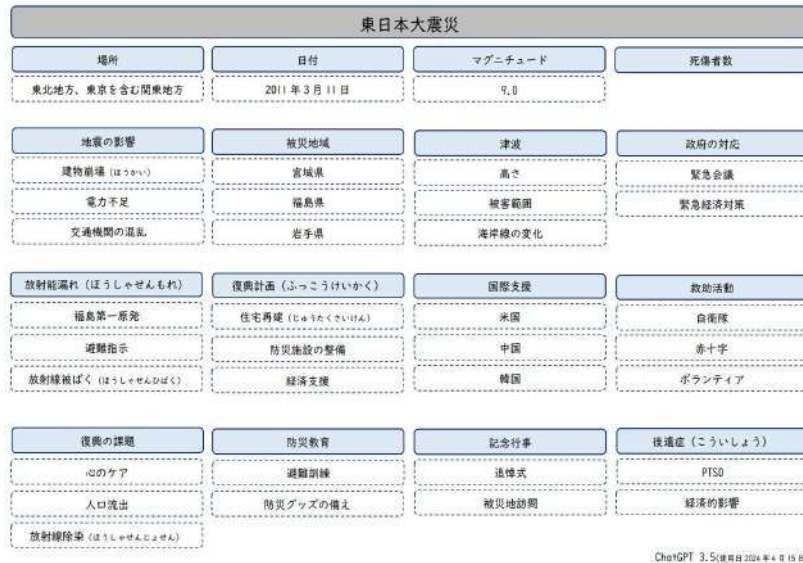 東日本大震災
場所 日付 マグニチュード 死傷者数
東北地方、東京を含む関東地方 2011年3月11日 9.0
地震の影響 被災地域 津波 政府の対応
建物崩壊（ほうかい） 宮城県 高さ 緊急会議
電力不足 福島県 被害範囲 緊急経済対策
交通機関の混乱 岩手県 海岸線の変化
放射能漏れ（ほうしゃせんもれ） 復興計画（ふっこうけいかく） 国際支援 救助活動
福島第一原発 住宅再建（じゅうたくさいけん） 米国 自衛隊
避難指示 防災施設の整備 中国 赤十字
放射線被ばく（ほうしゃせんひばく） 経済支援 韓国 ボランティア
復興の課題 防災教育 記念行事 後遺症（こういしょう）
心のケア 避難訓練 追悼式 PTSD
人口流出 防災グッズの備え 被災地訪問 経済的影響
放射線除染（ほうしゃせんじょせん）
ChatGPT 3.5(使用日2024年4月15日